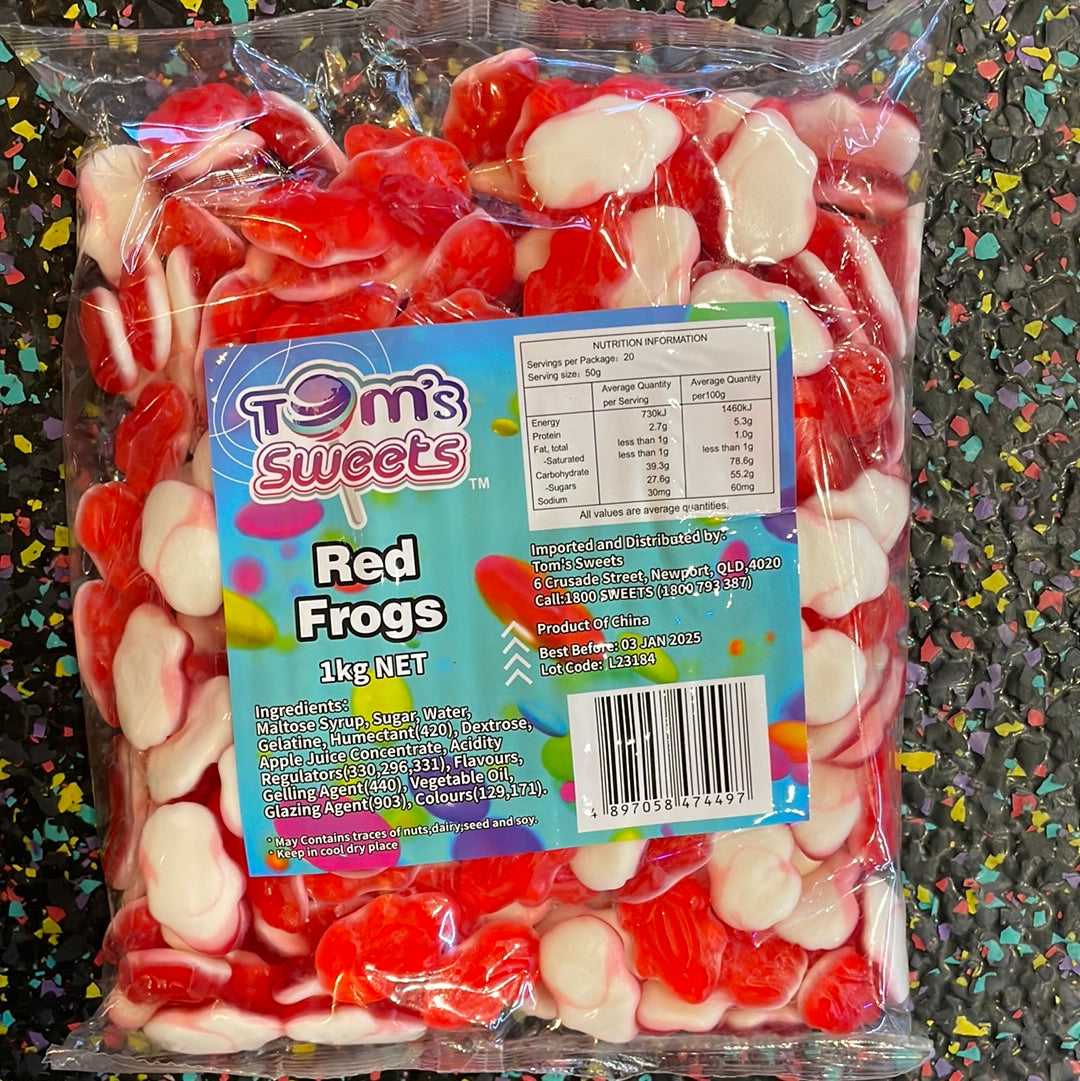 Tom's
Sweets
TM
Red
Frogs
1kg NET
Ingredients:
Maltose Syrup, Sugar, Water,
Gelatine, Humectant(420), Dextrose,
Apple Juice Concentrate, Acidity
Regulators(330,296,331), Flavours,
Gelling Agent(440), Vegetable Oil,
Glazing Agent(903), Colours(129,171).
* May Contains traces of nuts,dairy,seed and soy.
* Keep in cool dry place
NUTRITION INFORMATION
Servings per Package: 20
Serving size: 50g
Average Quantity per Serving Average Quantity per100g
Energy 730kJ 1460kJ
Protein 2.7g 5.3g
Fat, total less than 1g 1.0g
-Saturated less than 1g less than 1g
Carbohydrate 39.3g 78.6g
-Sugars 27.6g 55.2g
Sodium 30mg 60mg
All values are average quantities.
Imported and Distributed by:
Tom's Sweets
6 Crusade Street, Newport, QLD,4020
Call:1800 SWEETS (1800 793 387)
Product Of China
Best Before: 03 JAN 2025
Lot Code: L23184
4 897058 474497